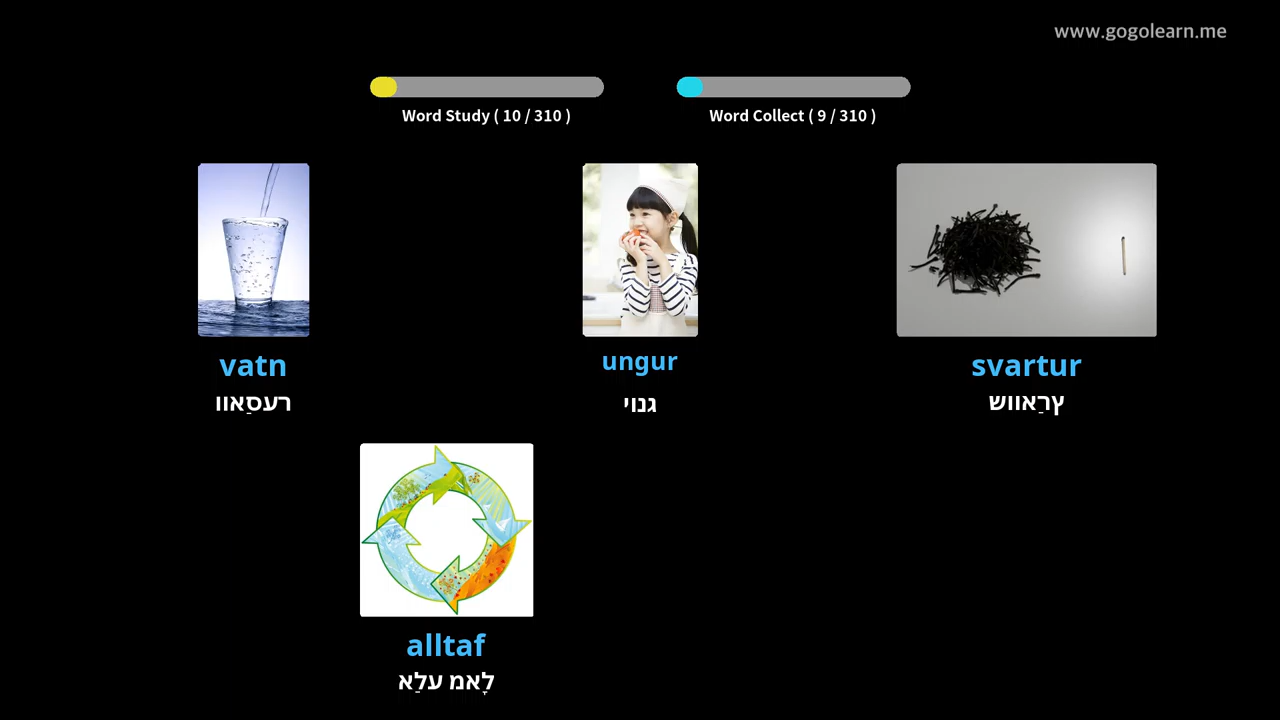 www.gogolearn.me
Word Study ( 10 / 310 )
Word Collect ( 9 / 310 )
vatn
רעסַאוו
ungur
גנוי
svartur
ץרַאווש
alltaf
לָאמ עלַא